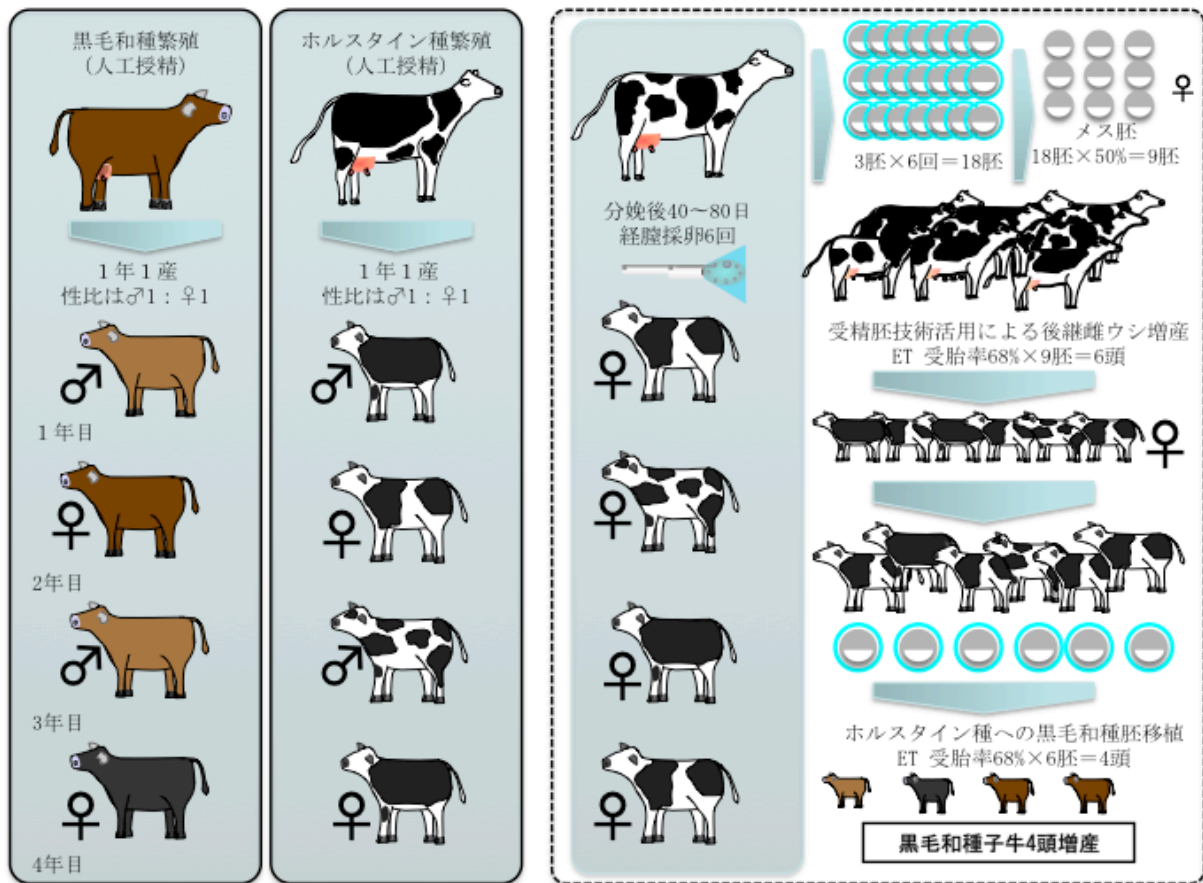 黒毛和種繁殖
(人工授精)
1年1産
性比は♂1:♀1
♂
1年目
♀
2年目
♂
3年目
♀
4年目
ホルスタイン種繁殖
(人工授精)
1年1産
性比は♂1:♀1
♂
♀
♂
♀
分娩後40~80日
経腟採卵6回
♀
♀
♀
♀
3胚×6回=18胚
♀
メス胚
18胚×50%=9胚
受精胚技術活用による後継雌ウシ増産
ET 受胎率68%×9胚=6頭
♀
ホルスタイン種への黒毛和種胚移植
ET 受胎率68%×6胚=4頭
黒毛和種子牛4頭増産